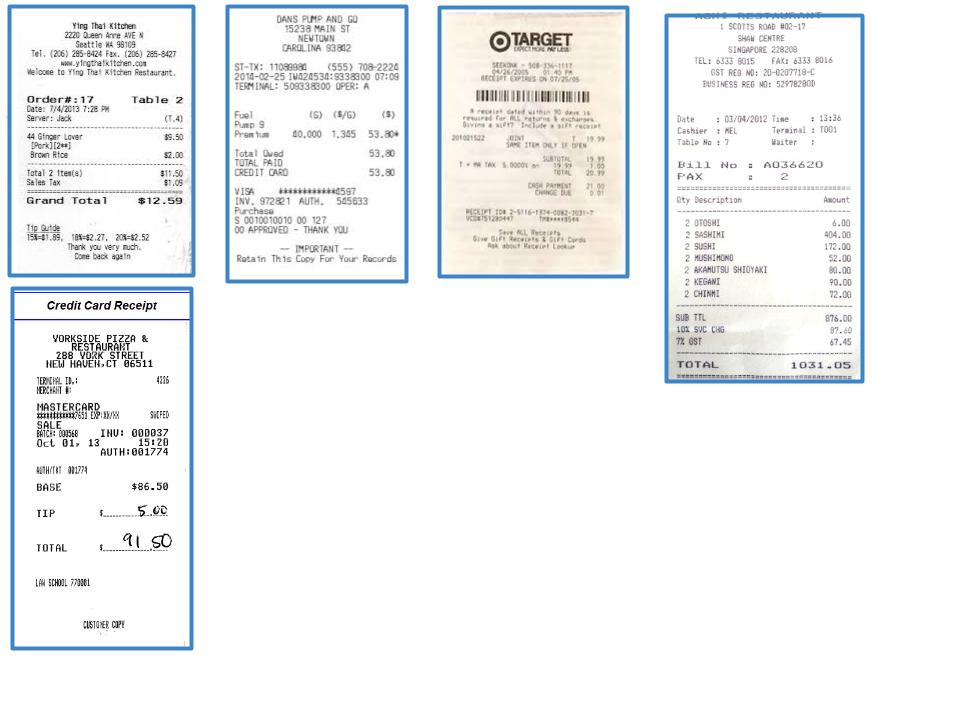 Ying Thai Kitchen
2220 Queen Anne AVE N
Seattle WA 98109
Tel. (206) 285-8424 Fax. (206) 285-8427
www.yingthaikitchen.com
Welcome to Ying Thai Kitchen Restaurant.
Order#:17 Table 2
Date: 7/4/2013 7:28 PM
Server: Jack (T.4)
44 Ginger Lover $9.50
[Pork][2**]
Brown Rice $2.00
Total 2 item(s) $11.50
Sales Tax $1.09
Grand Total $12.59
Tip Guide
15%=$1.89, 18%=$2.27, 20%=$2.52
Thank you very much.
Come back again
DANS PUMP AND GO
15238 MAIN ST
NEWTOWN
CAROLINA 93842
ST-TX: 11089984 (555) 708-2224
2014-02-25 IW424534:9338300 07:09
TERMINAL: 509338300 OPER: A
Fuel (G) ($/G) ($)
Pump 9
Premium 40.000 1.345 53.80*
Total Owed 53.80
TOTAL PAID
CREDIT CARD 53.80
VISA ************4597
INV. 972821 AUTH. 545633
Purchase
S 0010010010 00 127
00 APPROVED - THANK YOU
-- IMPORTANT --
Retain This Copy For Your Records
TARGET
EXPECT MORE. PAY LESS.
SEEKONK - 508-336-1117
04/26/2005 01:40 PM
RECEIPT EXPIRES ON 07/25/05
A receipt dated within 90 days is
required for ALL returns & exchanges.
Giving a gift? Include a gift receipt
201021522 JOINT T 19.99
SAME ITEM ONLY IF OPEN
SUBTOTAL 19.99
T = MA TAX 5.0000% on 19.99 1.00
TOTAL 20.99
CASH PAYMENT 21.00
CHANGE DUE 0.01
RECEIPT ID# 2-5116-1374-0082-3031-7
VCD#751280447
Save ALL Receipts
Give Gift Receipts & Gift Cards
Ask about Receipt Lookup
RESTAURANT
1 SCOTTS ROAD #02-17
SHAW CENTRE
SINGAPORE 228208
TEL: 6333 8015 FAX: 6333 8016
GST REG NO: 20-0207718-C
BUSINESS REG NO: 52978280D
Date : 03/04/2012 Time : 13:36
Cashier : MEL Terminal : T001
Table No : 7 Waiter :
Bill No : A036620
PAX : 2
Qty Description Amount
2 OTOSHI 6.00
2 SASHIMI 404.00
2 SUSHI 172.00
2 MUSHIMONO 52.00
2 AKAMUTSU SHIOYAKI 80.00
2 KEGANI 90.00
2 CHINMI 72.00
SUB TTL 876.00
10% SVC CHG 87.60
7% GST 67.45
TOTAL 1031.05
Credit Card Receipt
YORKSIDE PIZZA &
RESTAURANT
288 YORK STREET
NEW HAVEN,CT 06511
TERMINAL ID.: 4226
MERCHANT #:
MASTERCARD
************7651 EXP:XX/XX SWIPED
SALE
BATCH: 000568 INV: 000037
Oct 01, 13 15:20
AUTH:001774
AUTH/TKT 001774
BASE $86.50
TIP $ 5.00
TOTAL $ 91.50
LAW SCHOOL 770001
CUSTOMER COPY